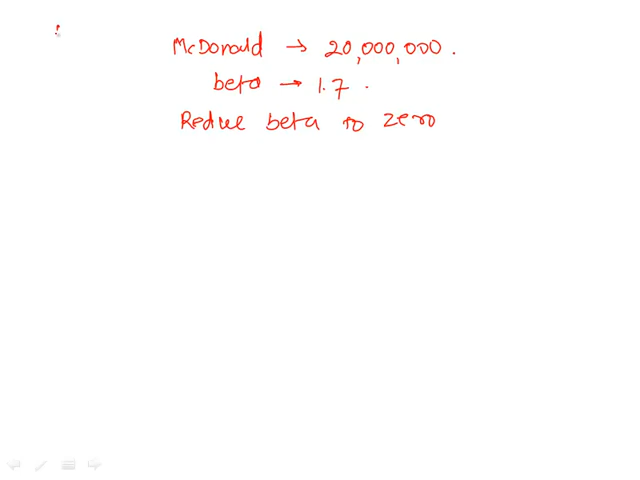 McDonald → 20,000,000.
beta → 1.7.
Reduce beta to zero